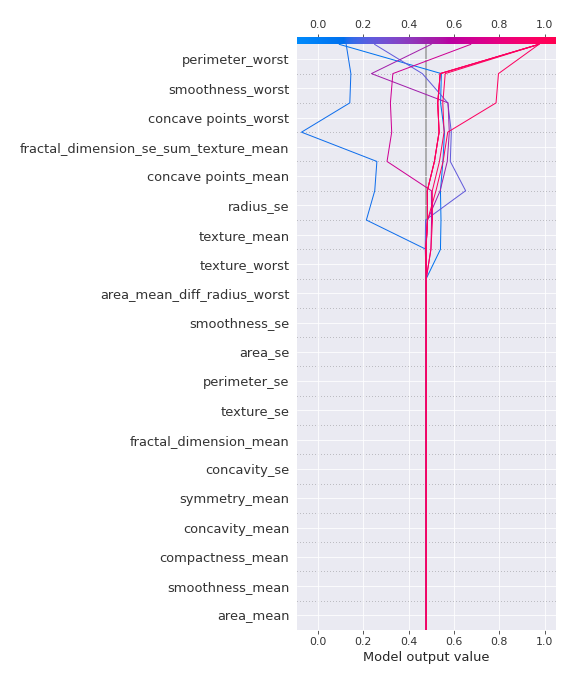 0.0 0.2 0.4 0.6 0.8 1.0
perimeter_worst
smoothness_worst
concave points_worst
fractal_dimension_se_sum_texture_mean
concave points_mean
radius_se
texture_mean
texture_worst
area_mean_diff_radius_worst
smoothness_se
area_se
perimeter_se
texture_se
fractal_dimension_mean
concavity_se
symmetry_mean
concavity_mean
compactness_mean
smoothness_mean
area_mean
0.0 0.2 0.4 0.6 0.8 1.0
Model output value